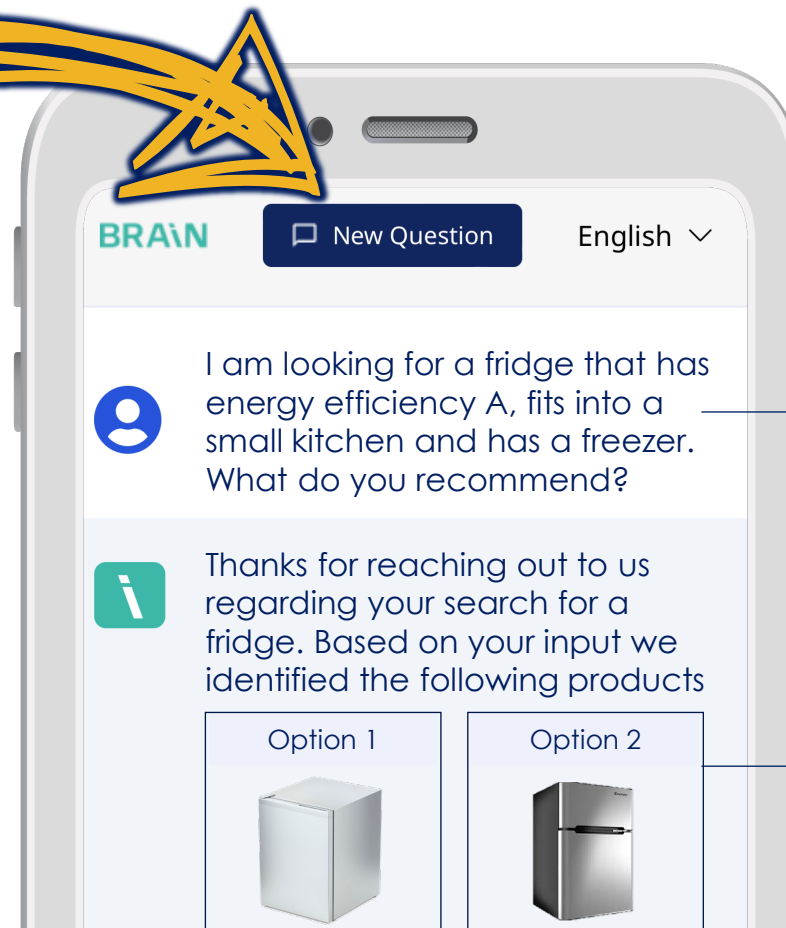 BRAiN
New Question
English
I am looking for a fridge that has
energy efficiency A, fits into a
small kitchen and has a freezer.
What do you recommend?
Thanks for reaching out to us
regarding your search for a
fridge. Based on your input we
identified the following products
Option 1
Option 2